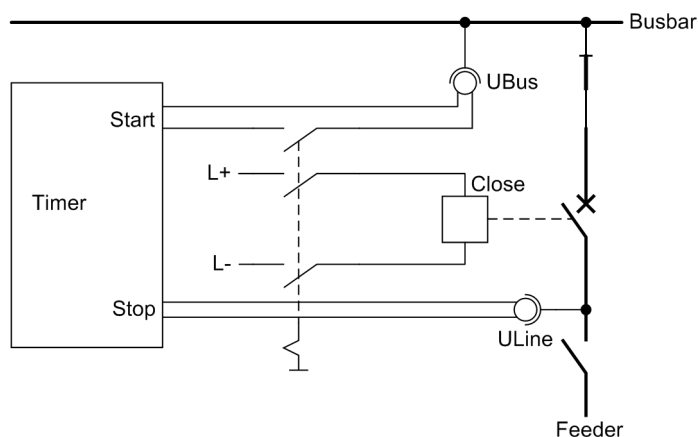 Busbar
UBus
Start
L+
Close
Timer
L-
Stop
ULine
Feeder